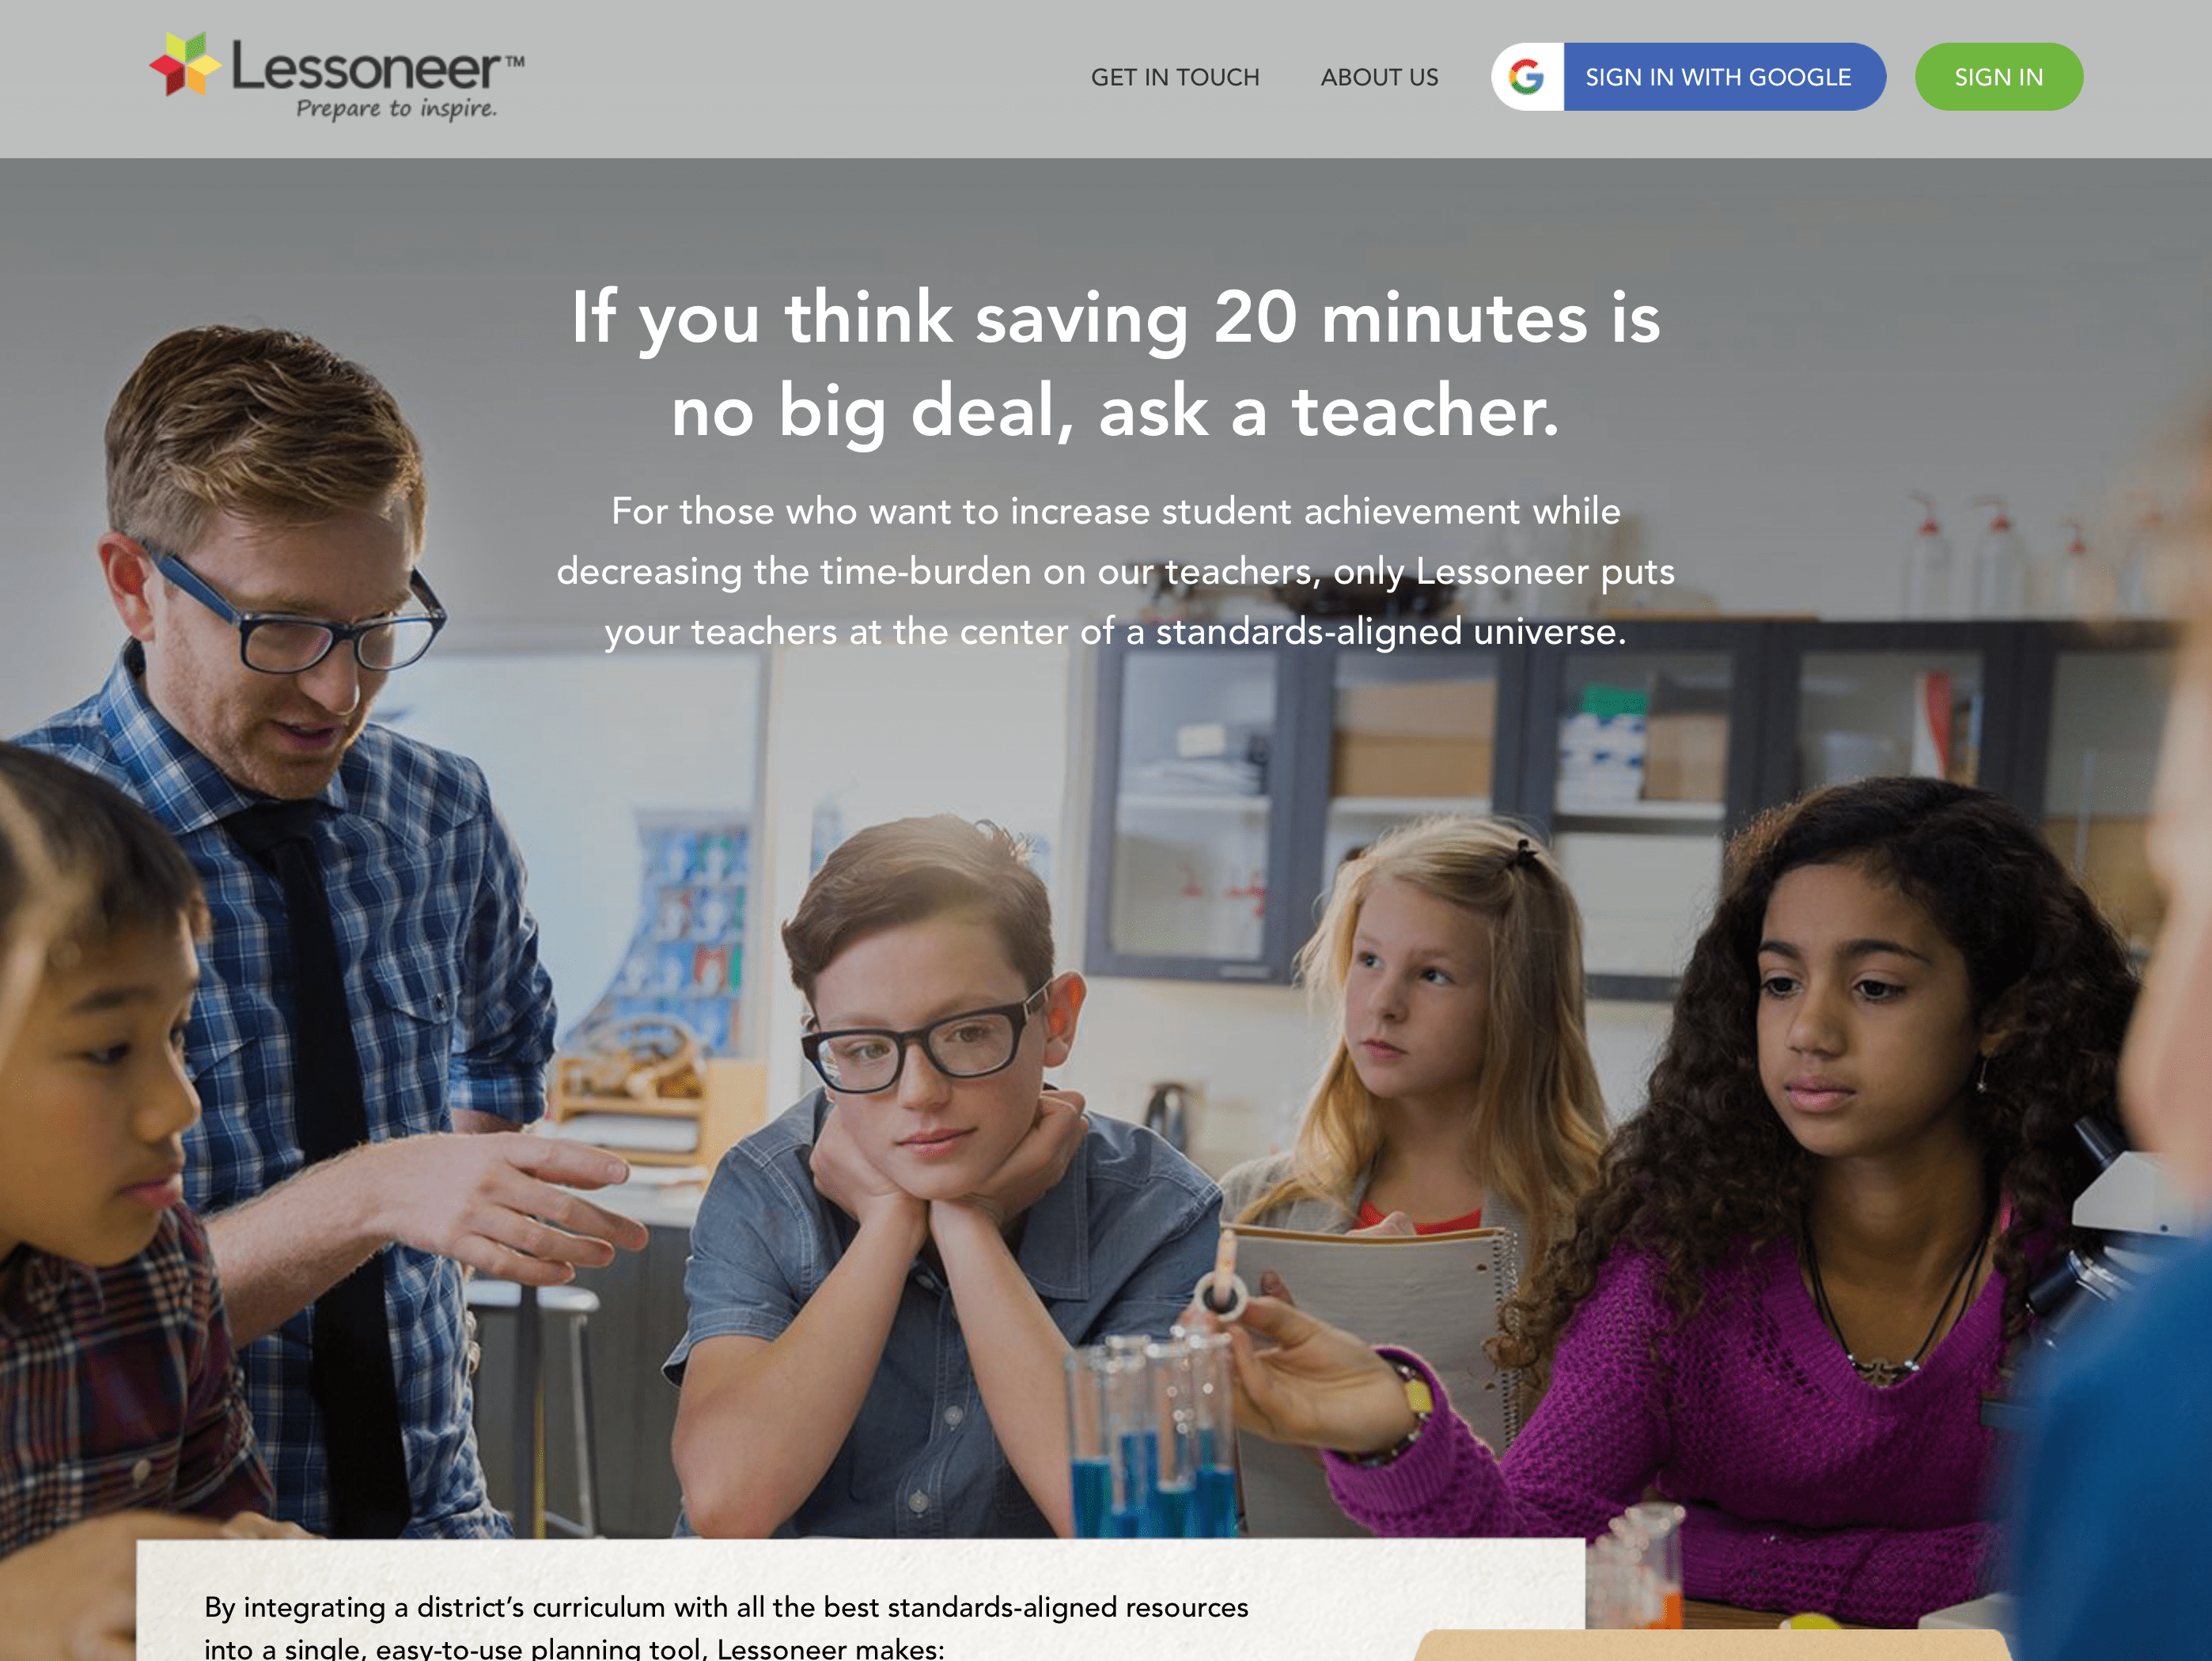 Lessoneer™
Prepare to inspire.
GET IN TOUCH
ABOUT US
SIGN IN WITH GOOGLE
SIGN IN
If you think saving 20 minutes is
no big deal, ask a teacher.
For those who want to increase student achievement while
decreasing the time-burden on our teachers, only Lessoneer puts
your teachers at the center of a standards-aligned universe.
By integrating a district’s curriculum with all the best standards-aligned resources
into a single, easy-to-use planning tool, Lessoneer makes: